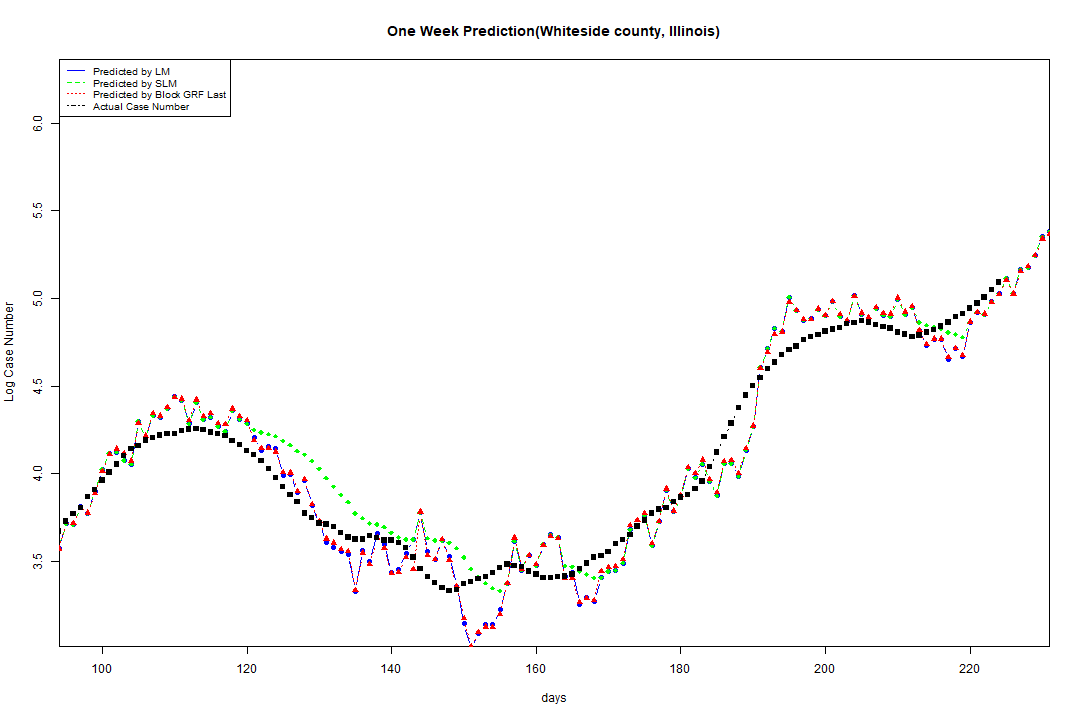 One Week Prediction(Whiteside county, Illinois)
Predicted by LM
Predicted by SLM
Predicted by Block GRF Last
Actual Case Number
6.0
5.5
5.0
4.5
4.0
3.5
Log Case Number
100 120 140 160 180 200 220
days